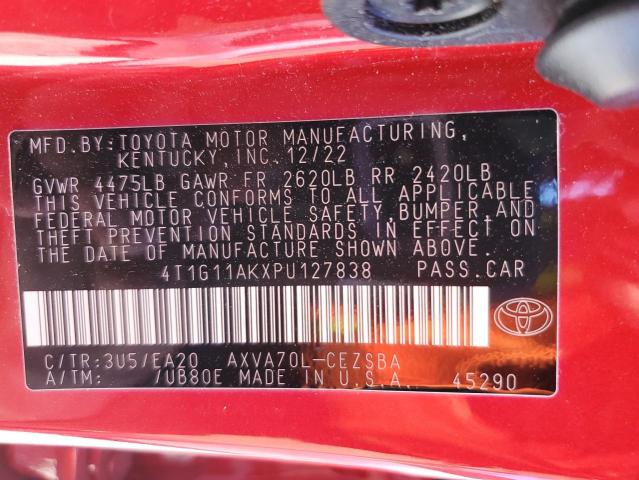 MFD. BY: TOYOTA MOTOR MANUFACTURING,
KENTUCKY, INC. 12/22
GVWR 4475LB GAWR FR 2620LB RR 2420LB
THIS VEHICLE CONFORMS TO ALL APPLICABLE
FEDERAL MOTOR VEHICLE SAFETY, BUMPER, AND
THEFT PREVENTION STANDARDS IN EFFECT ON
THE DATE OF MANUFACTURE SHOWN ABOVE.
4T1G11AKXPU127838 PASS. CAR
C/TR: 3U5/EA20 AXVA70L-CEZSBA
A/TM: /UB80E MADE IN U.S.A. 45290